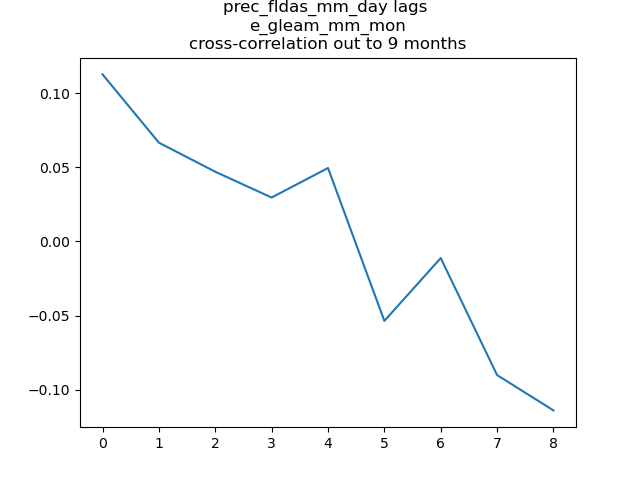 prec_fldas_mm_day lags
e_gleam_mm_mon
cross-correlation out to 9 months
0.10
0.05
0.00
−0.05
−0.10
0 1 2 3 4 5 6 7 8